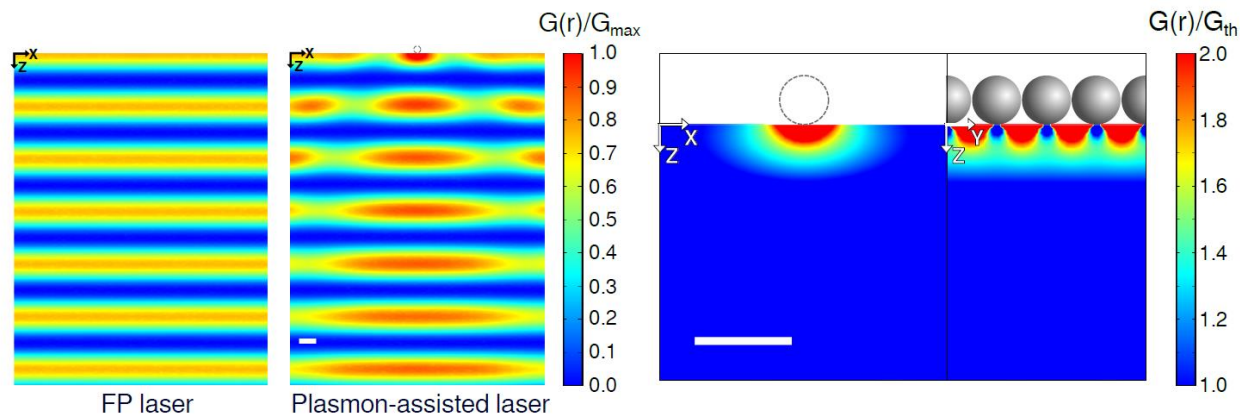 G(r)/Gmax
X
Z
X
Z
1.0
0.9
0.8
0.7
0.6
0.5
0.4
0.3
0.2
0.1
0.0
FP laser
Plasmon-assisted laser
G(r)/Gth
X
Z
Y
Z
2.0
1.8
1.6
1.4
1.2
1.0